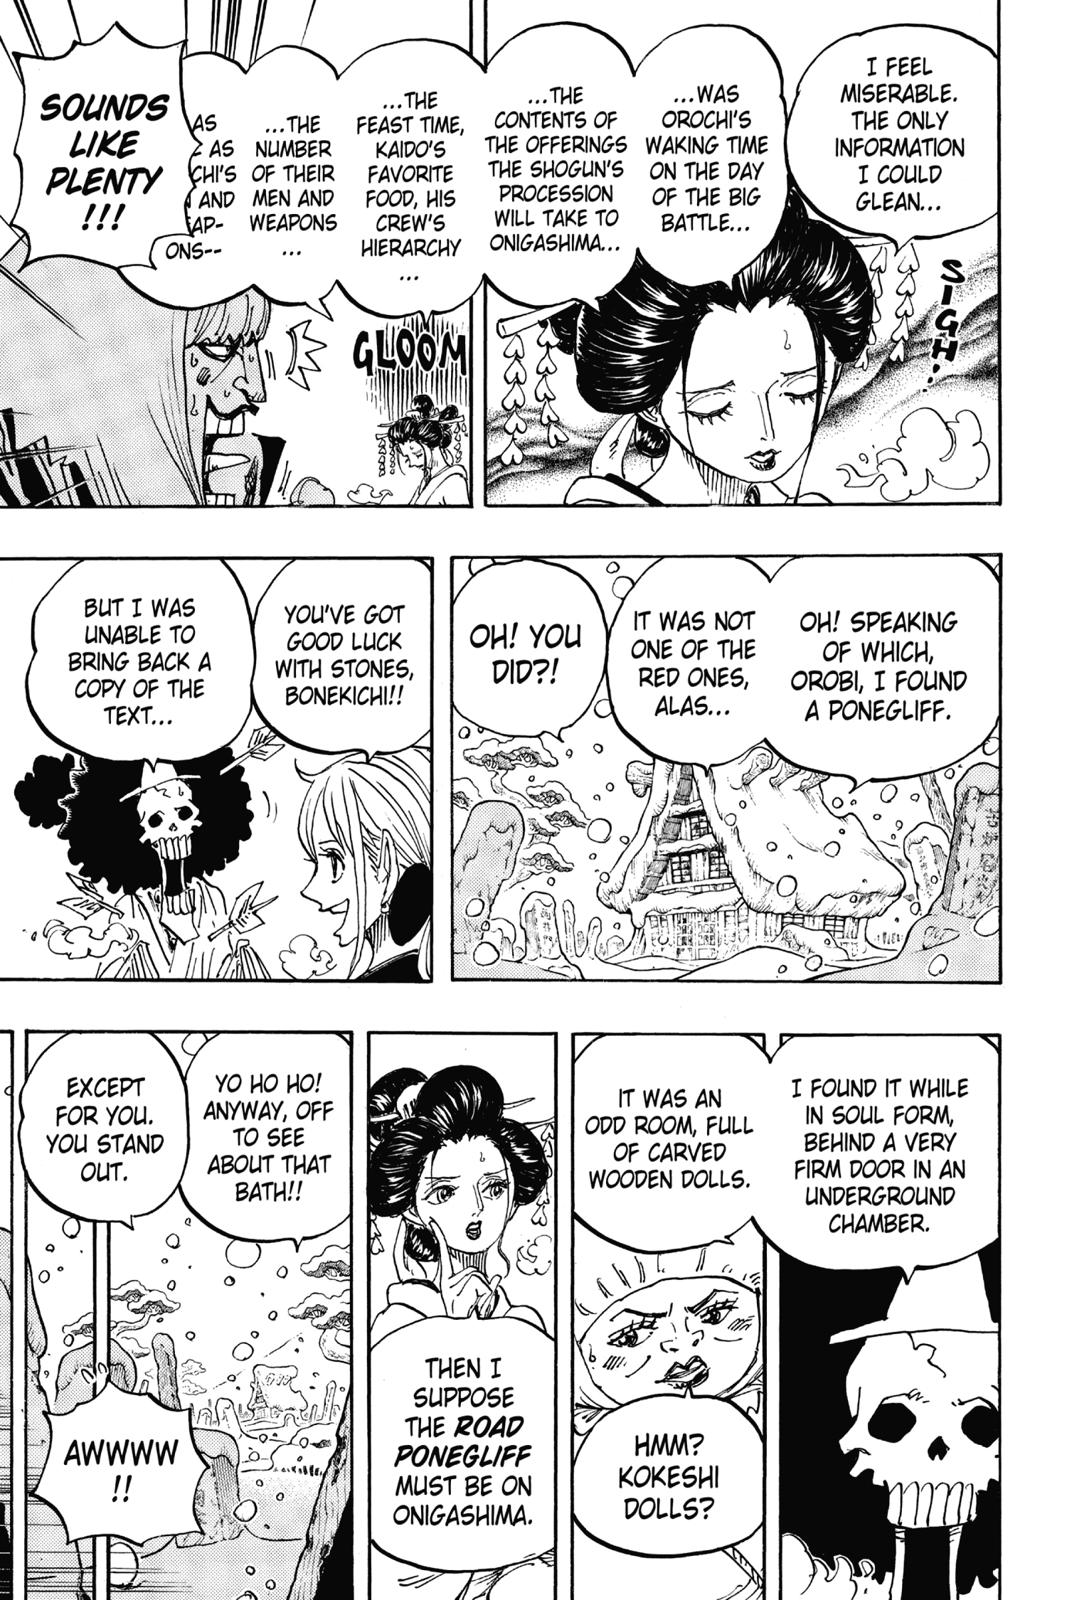 I FEEL
MISERABLE.
THE ONLY
INFORMATION
I COULD
GLEAN...
SIGH..
...WAS
OROCHI'S
WAKING TIME
ON THE DAY
OF THE BIG
BATTLE...
...THE
CONTENTS OF
THE OFFERINGS
THE SHOGUN'S
PROCESSION
WILL TAKE TO
ONIGASHIMA...
...THE
FEAST TIME,
KAIDO'S
FAVORITE
FOOD, HIS
CREW'S
HIERARCHY
...
GLOOM
...THE
NUMBER
OF THEIR
MEN AND
WEAPONS
...
AS
AS
CHI'S
AND
EAP-
ONS--
SOUNDS
LIKE
PLENTY
!!!
OH! SPEAKING
OF WHICH,
OROBI, I FOUND
A PONEGLIFF.
IT WAS NOT
ONE OF THE
RED ONES,
ALAS...
OH! YOU
DID?!
YOU'VE GOT
GOOD LUCK
WITH STONES,
BONEKICHI!!
BUT I WAS
UNABLE TO
BRING BACK A
COPY OF THE
TEXT...
I FOUND IT WHILE
IN SOUL FORM,
BEHIND A VERY
FIRM DOOR IN AN
UNDERGROUND
CHAMBER.
IT WAS AN
ODD ROOM, FULL
OF CARVED
WOODEN DOLLS.
HMM?
KOKESHI
DOLLS?
THEN I
SUPPOSE
THE ROAD
PONEGLIFF
MUST BE ON
ONIGASHIMA.
YO HO HO!
ANYWAY, OFF
TO SEE
ABOUT THAT
BATH!!
EXCEPT
FOR YOU.
YOU STAND
OUT.
AWWWW
!!